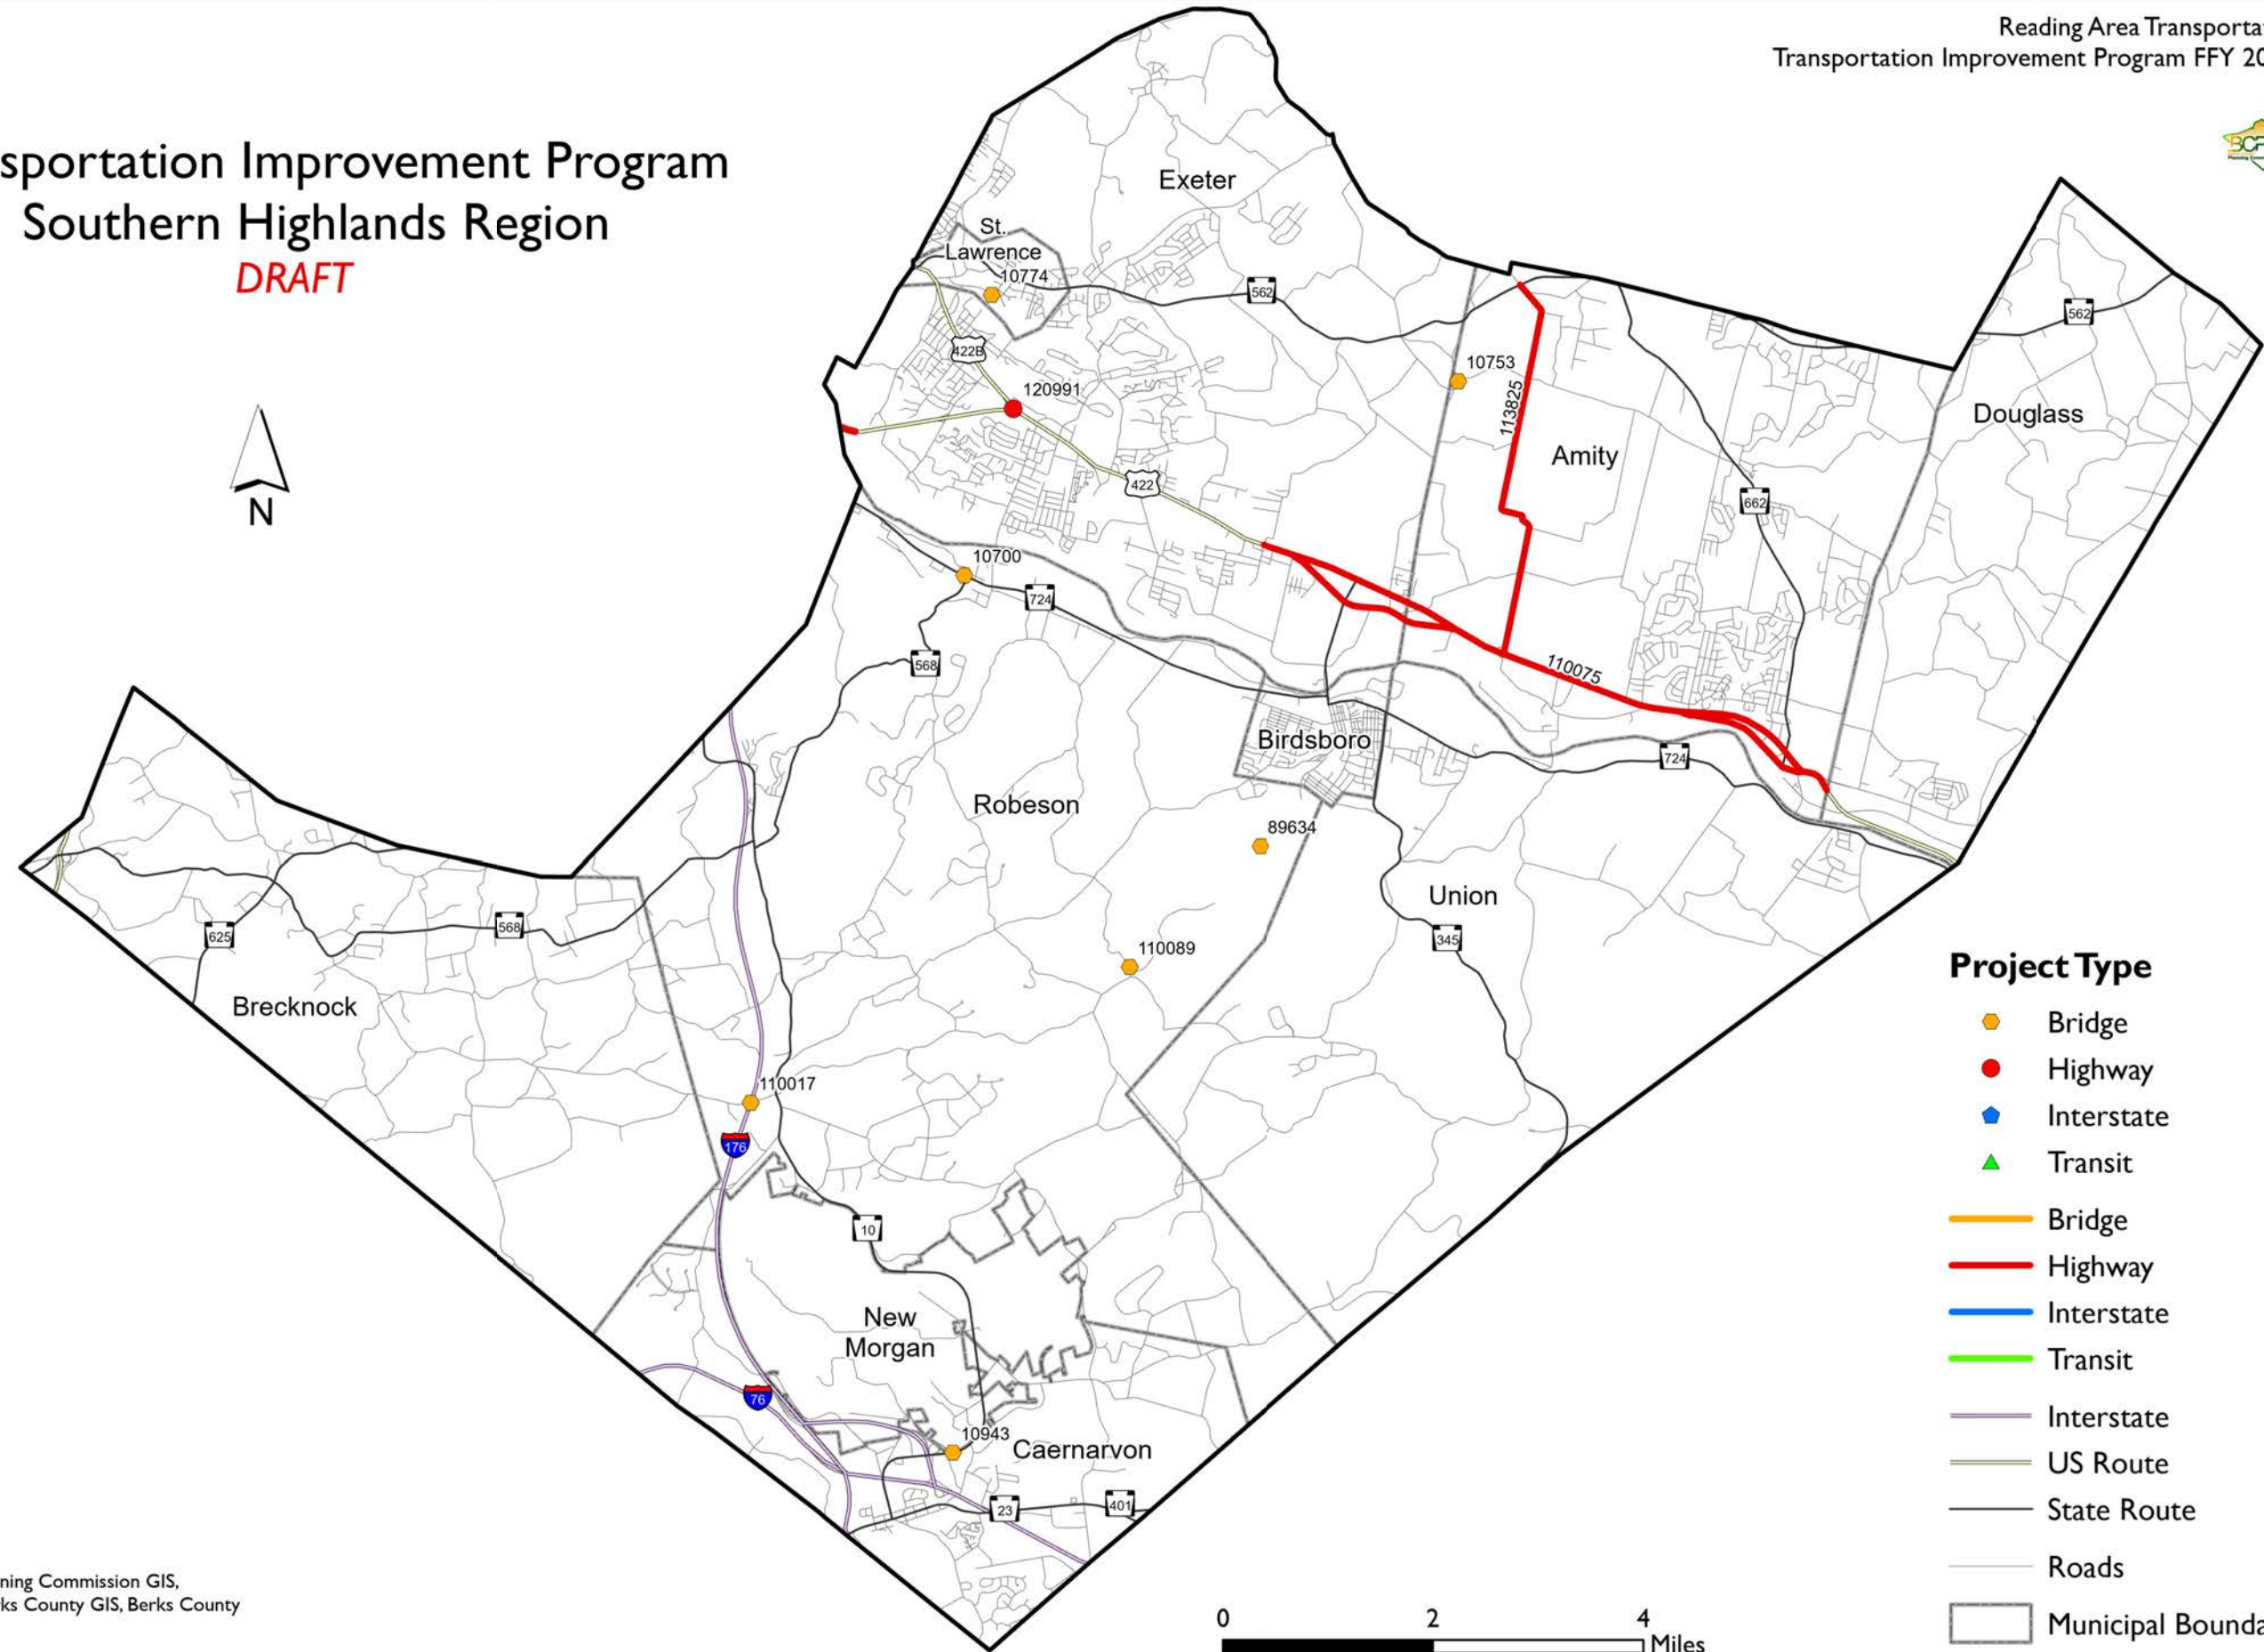 Reading Area Transporta
Transportation Improvement Program FFY 20
sportation Improvement Program
Southern Highlands Region
DRAFT
N
BCP
Exeter
St.
Lawrence
10774
562
562
422B
10753
120991
113825
Douglass
Amity
422
662
10700
724
568
110075
Birdsboro
724
Robeson
89634
Union
568
625
345
110089
Brecknock
110017
176
10
New
Morgan
76
10943
Caernarvon
23
401
Project Type
Bridge
Highway
Interstate
Transit
Bridge
Highway
Interstate
Transit
Interstate
US Route
State Route
Roads
Municipal Bounda
ning Commission GIS,
ks County GIS, Berks County
0 2 4
Miles